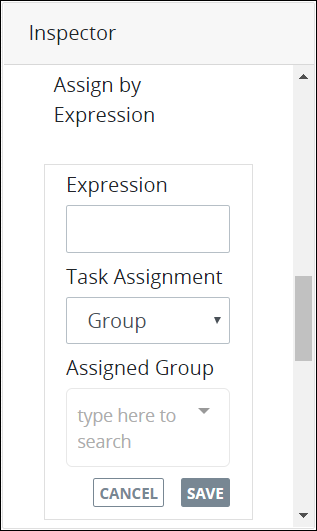 Inspector
Assign by
Expression
Expression
Task Assignment
Group
Assigned Group
type here to
search
CANCEL SAVE